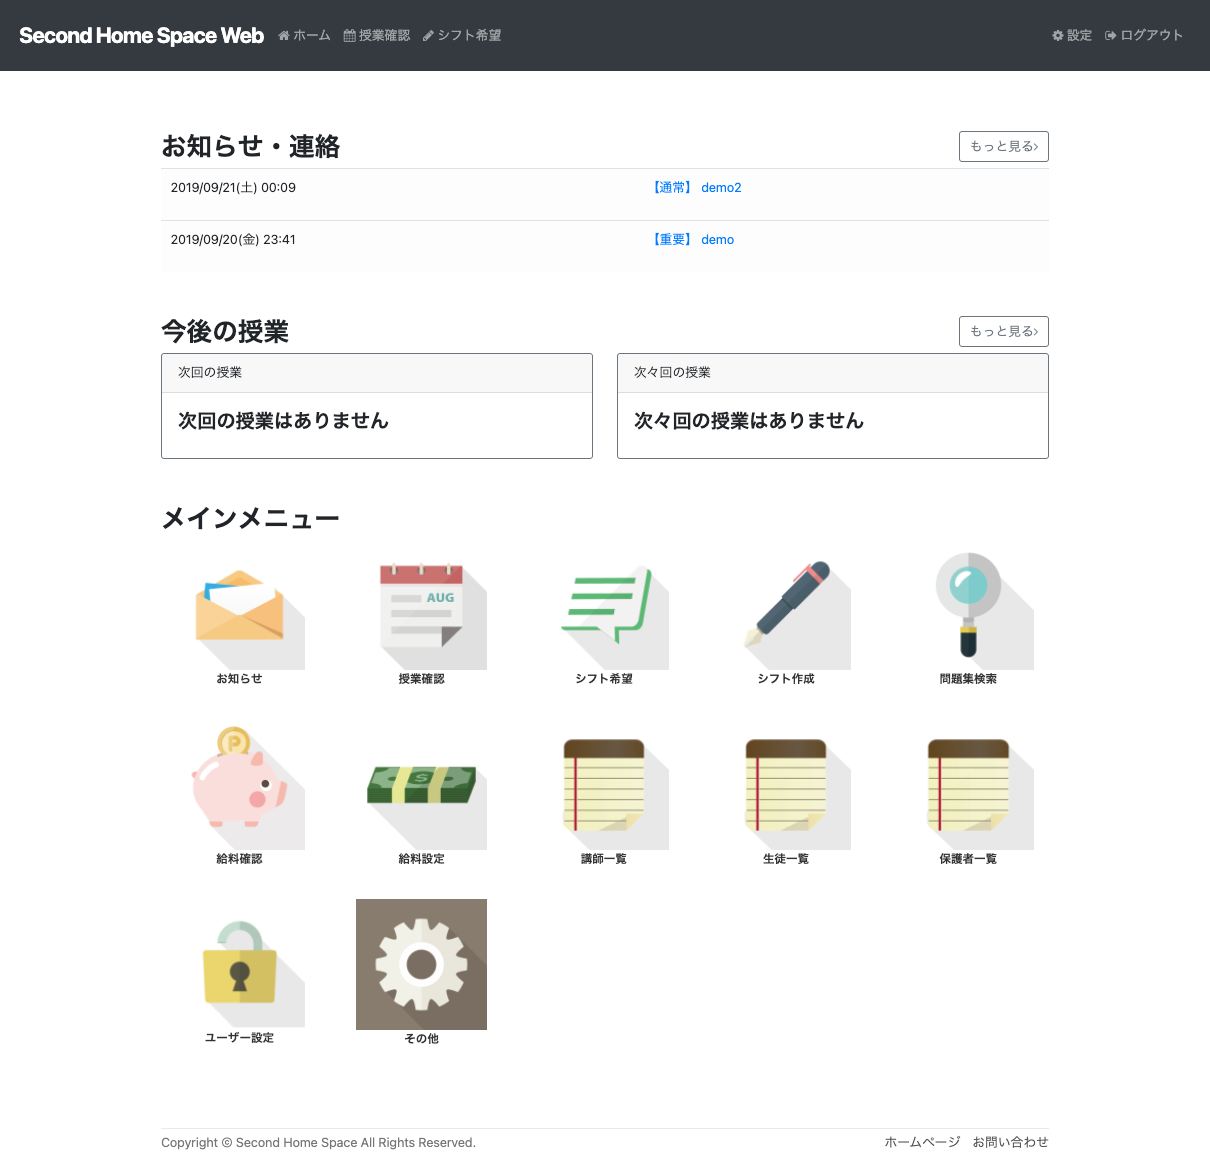 Second Home Space Web ホーム 授業確認 シフト希望 設定 ログアウト
お知らせ・連絡 もっと見る›
2019/09/21(土) 00:09 【通常】 demo2
2019/09/20(金) 23:41 【重要】 demo
今後の授業 もっと見る›
次回の授業 次々回の授業
次回の授業はありません 次々回の授業はありません
メインメニュー
AUG
お知らせ 授業確認 シフト希望 シフト作成 問題集検索
P
S
給料確認 給料設定 講師一覧 生徒一覧 保護者一覧
ユーザー設定 その他
Copyright © Second Home Space All Rights Reserved. ホームページ お問い合わせ